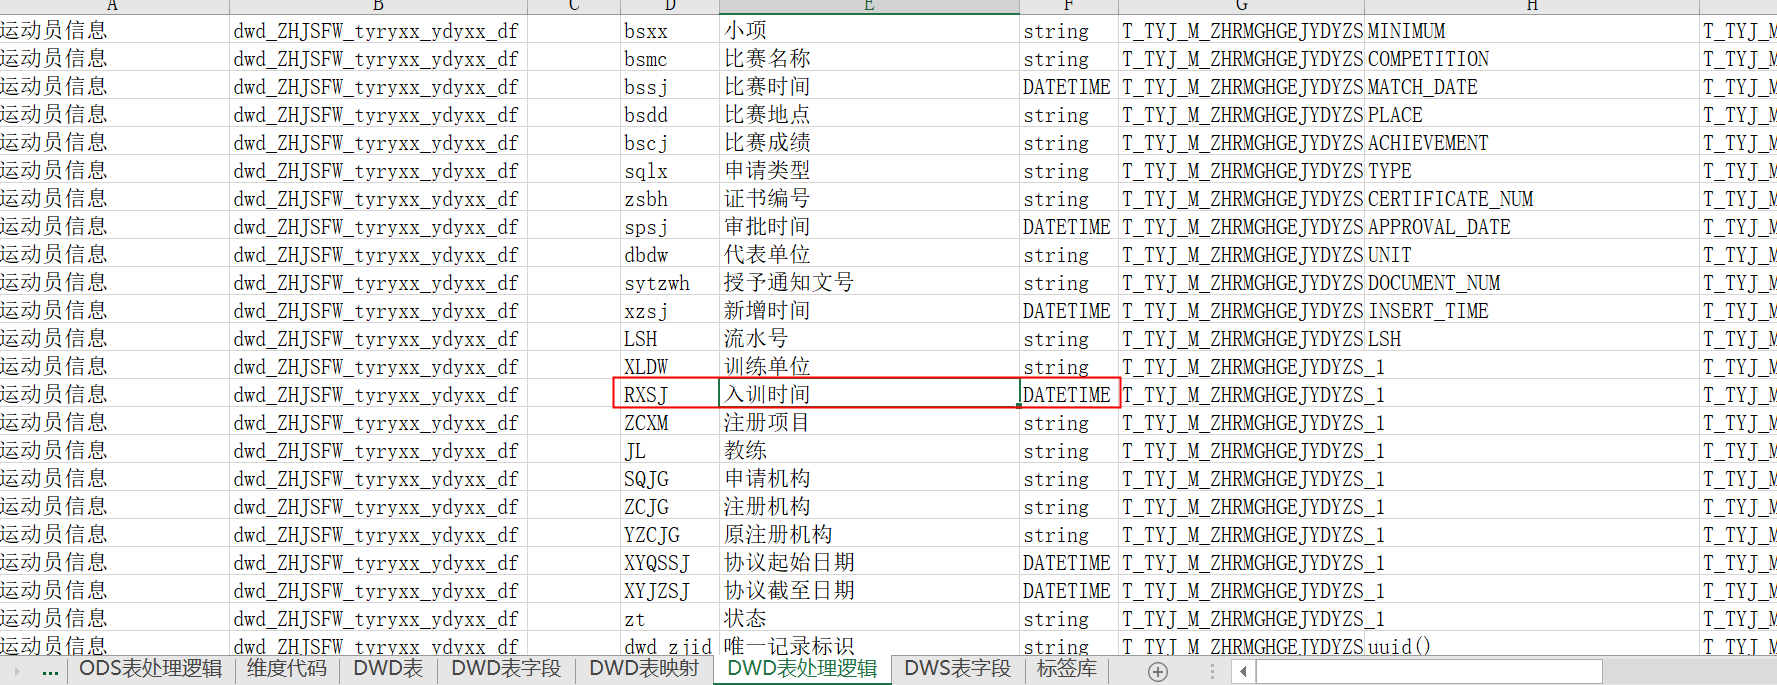 A B C D E F G H
运动员信息 dwd_ZHJSFW_tyryxx_ydyxx_df bsxx 小项 string T_TYJ_M_ZHRMGHGEJYDYZS MINIMUM T_TYJ_M
运动员信息 dwd_ZHJSFW_tyryxx_ydyxx_df bsmc 比赛名称 string T_TYJ_M_ZHRMGHGEJYDYZS COMPETITION T_TYJ_M
运动员信息 dwd_ZHJSFW_tyryxx_ydyxx_df bssj 比赛时间 DATETIME T_TYJ_M_ZHRMGHGEJYDYZS MATCH_DATE T_TYJ_M
运动员信息 dwd_ZHJSFW_tyryxx_ydyxx_df bsdd 比赛地点 string T_TYJ_M_ZHRMGHGEJYDYZS PLACE T_TYJ_M
运动员信息 dwd_ZHJSFW_tyryxx_ydyxx_df bscj 比赛成绩 string T_TYJ_M_ZHRMGHGEJYDYZS ACHIEVEMENT T_TYJ_M
运动员信息 dwd_ZHJSFW_tyryxx_ydyxx_df sqlx 申请类型 string T_TYJ_M_ZHRMGHGEJYDYZS TYPE T_TYJ_M
运动员信息 dwd_ZHJSFW_tyryxx_ydyxx_df zsbh 证书编号 string T_TYJ_M_ZHRMGHGEJYDYZS CERTIFICATE_NUM T_TYJ_M
运动员信息 dwd_ZHJSFW_tyryxx_ydyxx_df spsj 审批时间 DATETIME T_TYJ_M_ZHRMGHGEJYDYZS APPROVAL_DATE T_TYJ_M
运动员信息 dwd_ZHJSFW_tyryxx_ydyxx_df dbdw 代表单位 string T_TYJ_M_ZHRMGHGEJYDYZS UNIT T_TYJ_M
运动员信息 dwd_ZHJSFW_tyryxx_ydyxx_df sytzwh 授予通知文号 string T_TYJ_M_ZHRMGHGEJYDYZS DOCUMENT_NUM T_TYJ_M
运动员信息 dwd_ZHJSFW_tyryxx_ydyxx_df xzsj 新增时间 DATETIME T_TYJ_M_ZHRMGHGEJYDYZS INSERT_TIME T_TYJ_M
运动员信息 dwd_ZHJSFW_tyryxx_ydyxx_df LSH 流水号 string T_TYJ_M_ZHRMGHGEJYDYZS LSH T_TYJ_M
运动员信息 dwd_ZHJSFW_tyryxx_ydyxx_df XLDW 训练单位 string T_TYJ_M_ZHRMGHGEJYDYZS_1 T_TYJ_M
运动员信息 dwd_ZHJSFW_tyryxx_ydyxx_df RXSJ 入训时间 DATETIME T_TYJ_M_ZHRMGHGEJYDYZS_1 T_TYJ_M
运动员信息 dwd_ZHJSFW_tyryxx_ydyxx_df ZCXM 注册项目 string T_TYJ_M_ZHRMGHGEJYDYZS_1 T_TYJ_M
运动员信息 dwd_ZHJSFW_tyryxx_ydyxx_df JL 教练 string T_TYJ_M_ZHRMGHGEJYDYZS_1 T_TYJ_M
运动员信息 dwd_ZHJSFW_tyryxx_ydyxx_df SQJG 申请机构 string T_TYJ_M_ZHRMGHGEJYDYZS_1 T_TYJ_M
运动员信息 dwd_ZHJSFW_tyryxx_ydyxx_df ZCJG 注册机构 string T_TYJ_M_ZHRMGHGEJYDYZS_1 T_TYJ_M
运动员信息 dwd_ZHJSFW_tyryxx_ydyxx_df YZCJG 原注册机构 string T_TYJ_M_ZHRMGHGEJYDYZS_1 T_TYJ_M
运动员信息 dwd_ZHJSFW_tyryxx_ydyxx_df XYQSSJ 协议起始日期 DATETIME T_TYJ_M_ZHRMGHGEJYDYZS_1 T_TYJ_M
运动员信息 dwd_ZHJSFW_tyryxx_ydyxx_df XYJZSJ 协议截至日期 DATETIME T_TYJ_M_ZHRMGHGEJYDYZS_1 T_TYJ_M
运动员信息 dwd_ZHJSFW_tyryxx_ydyxx_df zt 状态 string T_TYJ_M_ZHRMGHGEJYDYZS_1 T_TYJ_M
运动员信息 dwd_ZHJSFW_tyryxx_ydyxx_df dwd_zjid 唯一记录标识 string T_TYJ_M_ZHRMGHGEJYDYZS uuid() T_TYJ_M
... ODS表处理逻辑 维度代码 DWD表 DWD表字段 DWD表映射 DWD表处理逻辑 DWS表字段 标签库